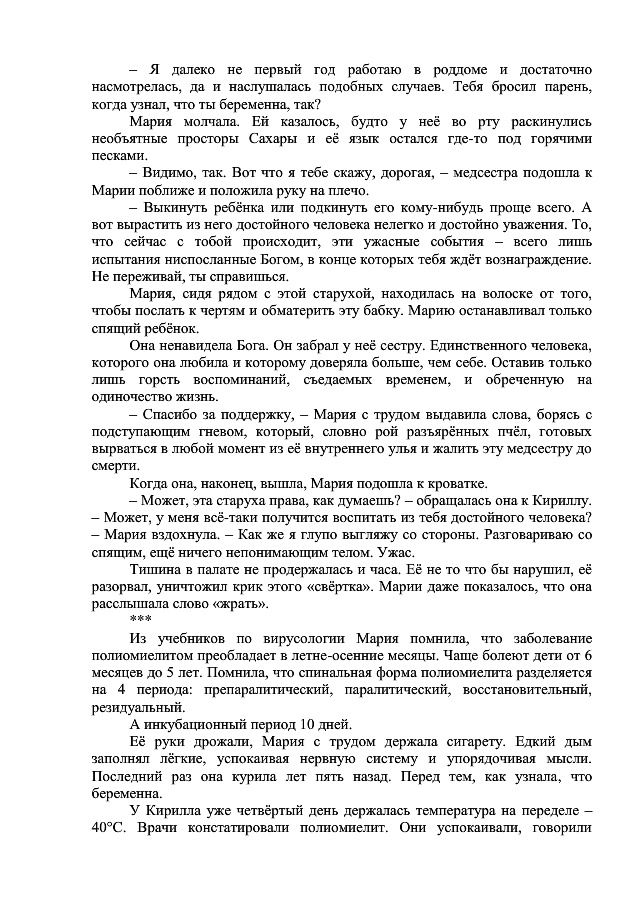 – Я далеко не первый год работаю в роддоме и достаточно
насмотрелась, да и наслушалась подобных случаев. Тебя бросил парень,
когда узнал, что ты беременна, так?
Мария молчала. Ей казалось, будто у неё во рту раскинулись
необъятные просторы Сахары и её язык остался где-то под горячими
песками.
– Видимо, так. Вот что я тебе скажу, дорогая, – медсестра подошла к
Марии поближе и положила руку на плечо.
– Выкинуть ребёнка или подкинуть его кому-нибудь проще всего. А
вот вырастить из него достойного человека нелегко и достойно уважения. То,
что сейчас с тобой происходит, эти ужасные события – всего лишь
испытания ниспосланные Богом, в конце которых тебя ждёт вознаграждение.
Не переживай, ты справишься.
Мария, сидя рядом с этой старухой, находилась на волоске от того,
чтобы послать к чертям и обматерить эту бабку. Марию останавливал только
спящий ребёнок.
Она ненавидела Бога. Он забрал у неё сестру. Единственного человека,
которого она любила и которому доверяла больше, чем себе. Оставив только
лишь горсть воспоминаний, съедаемых временем, и обреченную на
одиночество жизнь.
– Спасибо за поддержку, – Мария с трудом выдавила слова, борясь с
подступающим гневом, который, словно рой разъярённых пчёл, готовых
вырваться в любой момент из её внутреннего улья и жалить эту медсестру до
смерти.
Когда она, наконец, вышла, Мария подошла к кроватке.
– Может, эта старуха права, как думаешь? – обращалась она к Кириллу.
– Может, у меня всё-таки получится воспитать из тебя достойного человека?
– Мария вздохнула. – Как же я глупо выгляжу со стороны. Разговариваю со
спящим, ещё ничего непонимающим телом. Ужас.
Тишина в палате не продержалась и часа. Её не то что бы нарушил, её
разорвал, уничтожил крик этого «свёртка». Марии даже показалось, что она
расслышала слово «жрать».
***
Из учебников по вирусологии Мария помнила, что заболевание
полиомиелитом преобладает в летне-осенние месяцы. Чаще болеют дети от 6
месяцев до 5 лет. Помнила, что спинальная форма полиомиелита разделяется
на 4 периода: препаралитический, паралитический, восстановительный,
резидуальный.
А инкубационный период 10 дней.
Её руки дрожали, Мария с трудом держала сигарету. Едкий дым
заполнял лёгкие, успокаивая нервную систему и упорядочивая мысли.
Последний раз она курила лет пять назад. Перед тем, как узнала, что
беременна.
У Кирилла уже четвёртый день держалась температура на переделе –
40°C. Врачи констатировали полиомиелит. Они успокаивали, говорили